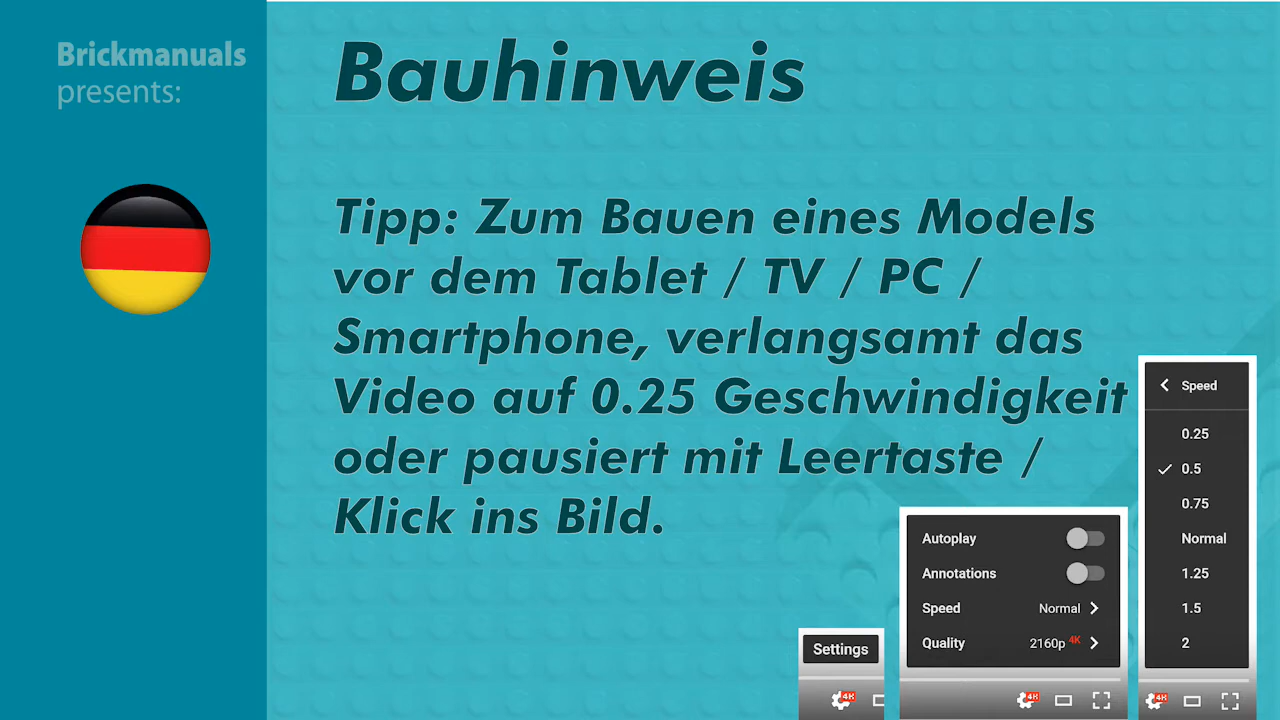 Brickmanuals
presents:
Bauhinweis
Tipp: Zum Bauen eines Models
vor dem Tablet / TV / PC /
Smartphone, verlangsamt das
Video auf 0.25 Geschwindigkeit
oder pausiert mit Leertaste /
Klick ins Bild.
Settings
4K
Autoplay
Annotations
Speed Normal
Quality 2160p 4K
4K
Speed
0.25
0.5
0.75
Normal
1.25
1.5
2
4K